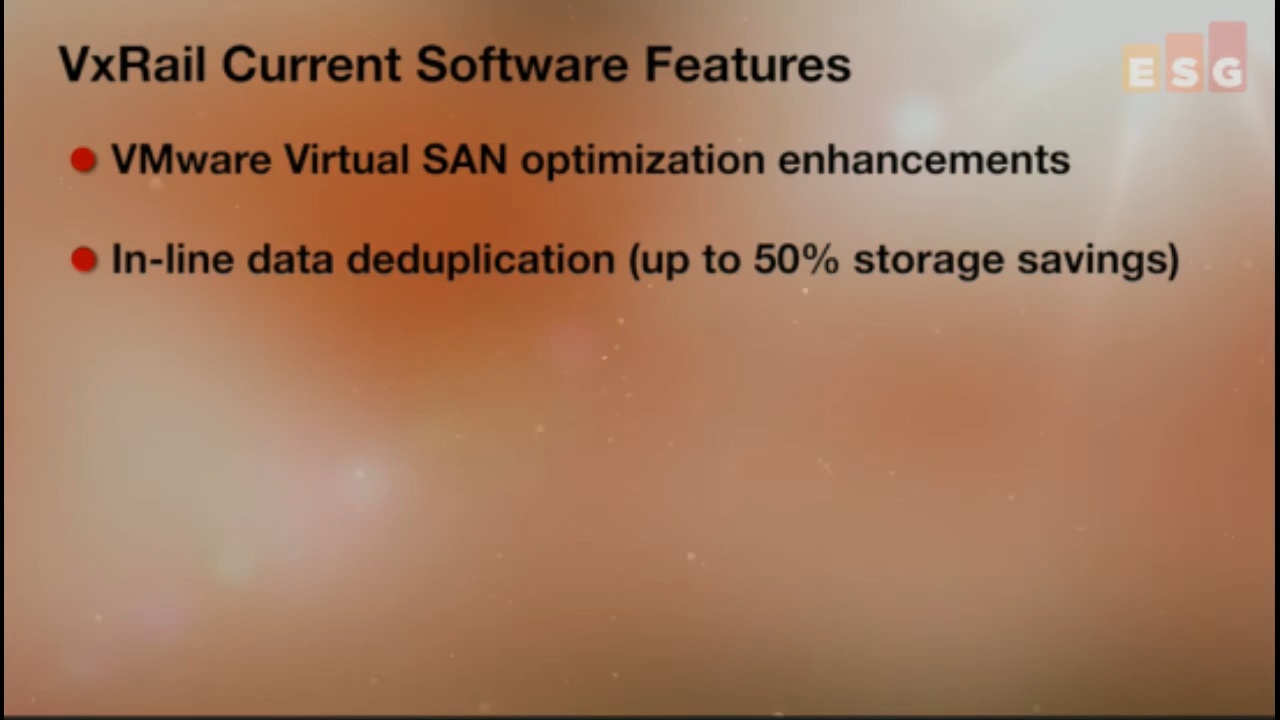 VxRail Current Software Features
ESG
VMware Virtual SAN optimization enhancements
In-line data deduplication (up to 50% storage savings)